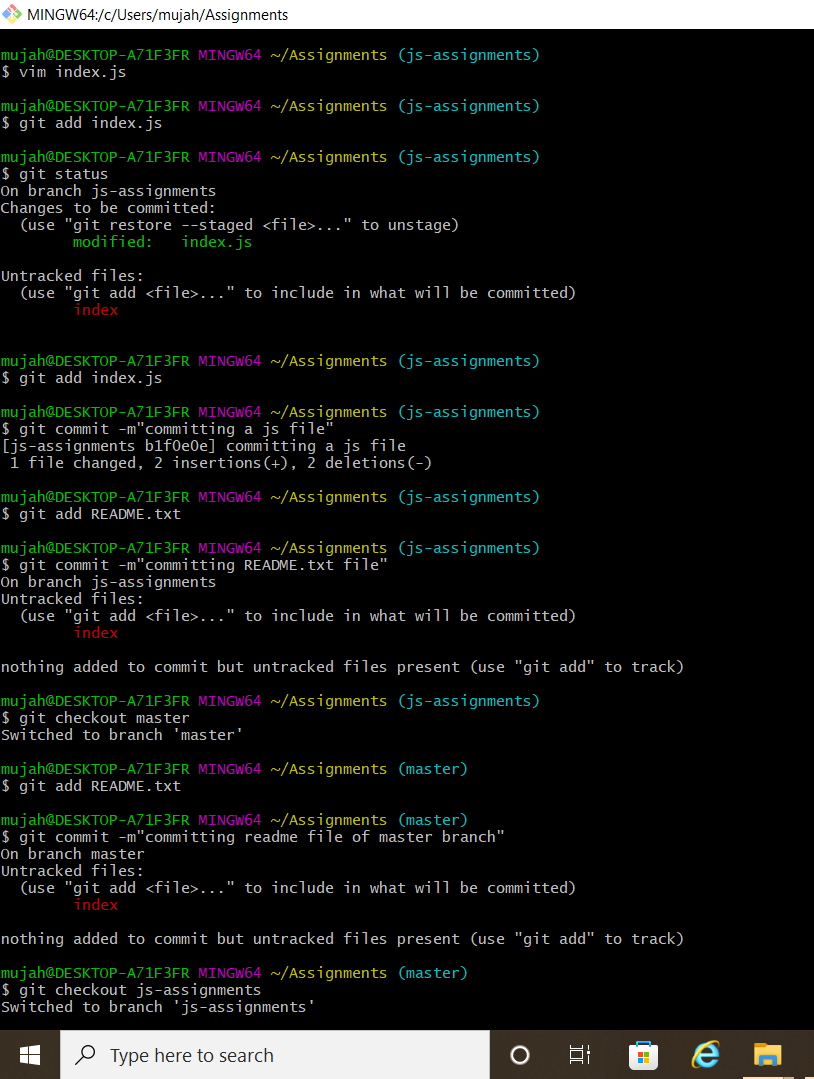 MINGW64:/c/Users/mujah/Assignments
mujah@DESKTOP-A71F3FR MINGW64 ~/Assignments (js-assignments)
$ vim index.js
mujah@DESKTOP-A71F3FR MINGW64 ~/Assignments (js-assignments)
$ git add index.js
mujah@DESKTOP-A71F3FR MINGW64 ~/Assignments (js-assignments)
$ git status
On branch js-assignments
Changes to be committed:
  (use "git restore --staged <file>..." to unstage)
        modified:   index.js
Untracked files:
  (use "git add <file>..." to include in what will be committed)
        index
mujah@DESKTOP-A71F3FR MINGW64 ~/Assignments (js-assignments)
$ git add index.js
mujah@DESKTOP-A71F3FR MINGW64 ~/Assignments (js-assignments)
$ git commit -m"committing a js file"
[js-assignments b1f0e0e] committing a js file
 1 file changed, 2 insertions(+), 2 deletions(-)
mujah@DESKTOP-A71F3FR MINGW64 ~/Assignments (js-assignments)
$ git add README.txt
mujah@DESKTOP-A71F3FR MINGW64 ~/Assignments (js-assignments)
$ git commit -m"committing README.txt file"
On branch js-assignments
Untracked files:
  (use "git add <file>..." to include in what will be committed)
        index
nothing added to commit but untracked files present (use "git add" to track)
mujah@DESKTOP-A71F3FR MINGW64 ~/Assignments (js-assignments)
$ git checkout master
Switched to branch 'master'
mujah@DESKTOP-A71F3FR MINGW64 ~/Assignments (master)
$ git add README.txt
mujah@DESKTOP-A71F3FR MINGW64 ~/Assignments (master)
$ git commit -m"committing readme file of master branch"
On branch master
Untracked files:
  (use "git add <file>..." to include in what will be committed)
        index
nothing added to commit but untracked files present (use "git add" to track)
mujah@DESKTOP-A71F3FR MINGW64 ~/Assignments (master)
$ git checkout js-assignments
Switched to branch 'js-assignments'
Type here to search